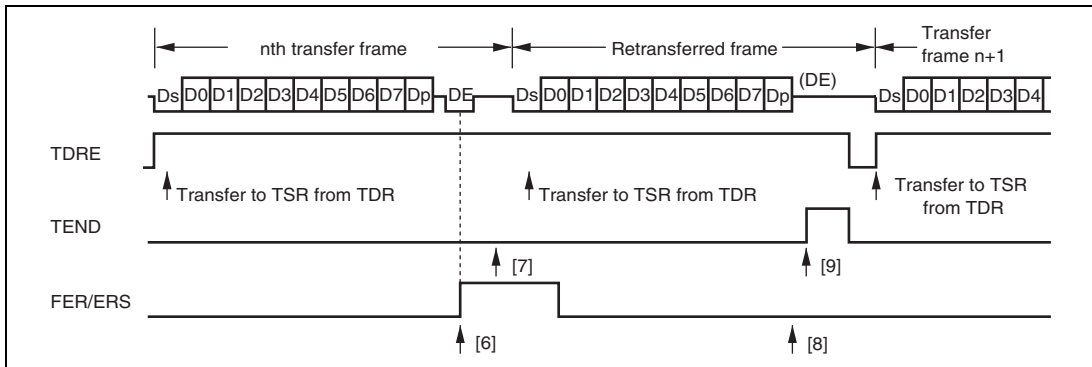 nth transfer frame
Retransferred frame
Transfer
frame n+1
Ds D0 D1 D2 D3 D4 D5 D6 D7 Dp DE
Ds D0 D1 D2 D3 D4 D5 D6 D7 Dp (DE)
Ds D0 D1 D2 D3 D4
TDRE
Transfer to TSR from TDR
Transfer to TSR from TDR
Transfer to TSR
from TDR
TEND
[7]
[9]
FER/ERS
[6]
[8]